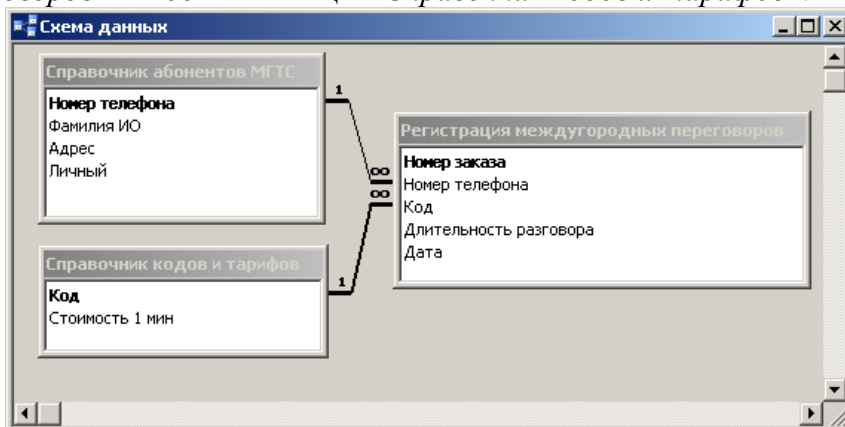 Схема данных
Справочник абонентов МГТС
Номер телефона
Фамилия ИО
Адрес
Личный
1
∞
∞
Регистрация междугородных переговоров
Номер заказа
Номер телефона
Код
Длительность разговора
Дата
Справочник кодов и тарифов
1
Код
Стоимость 1 мин